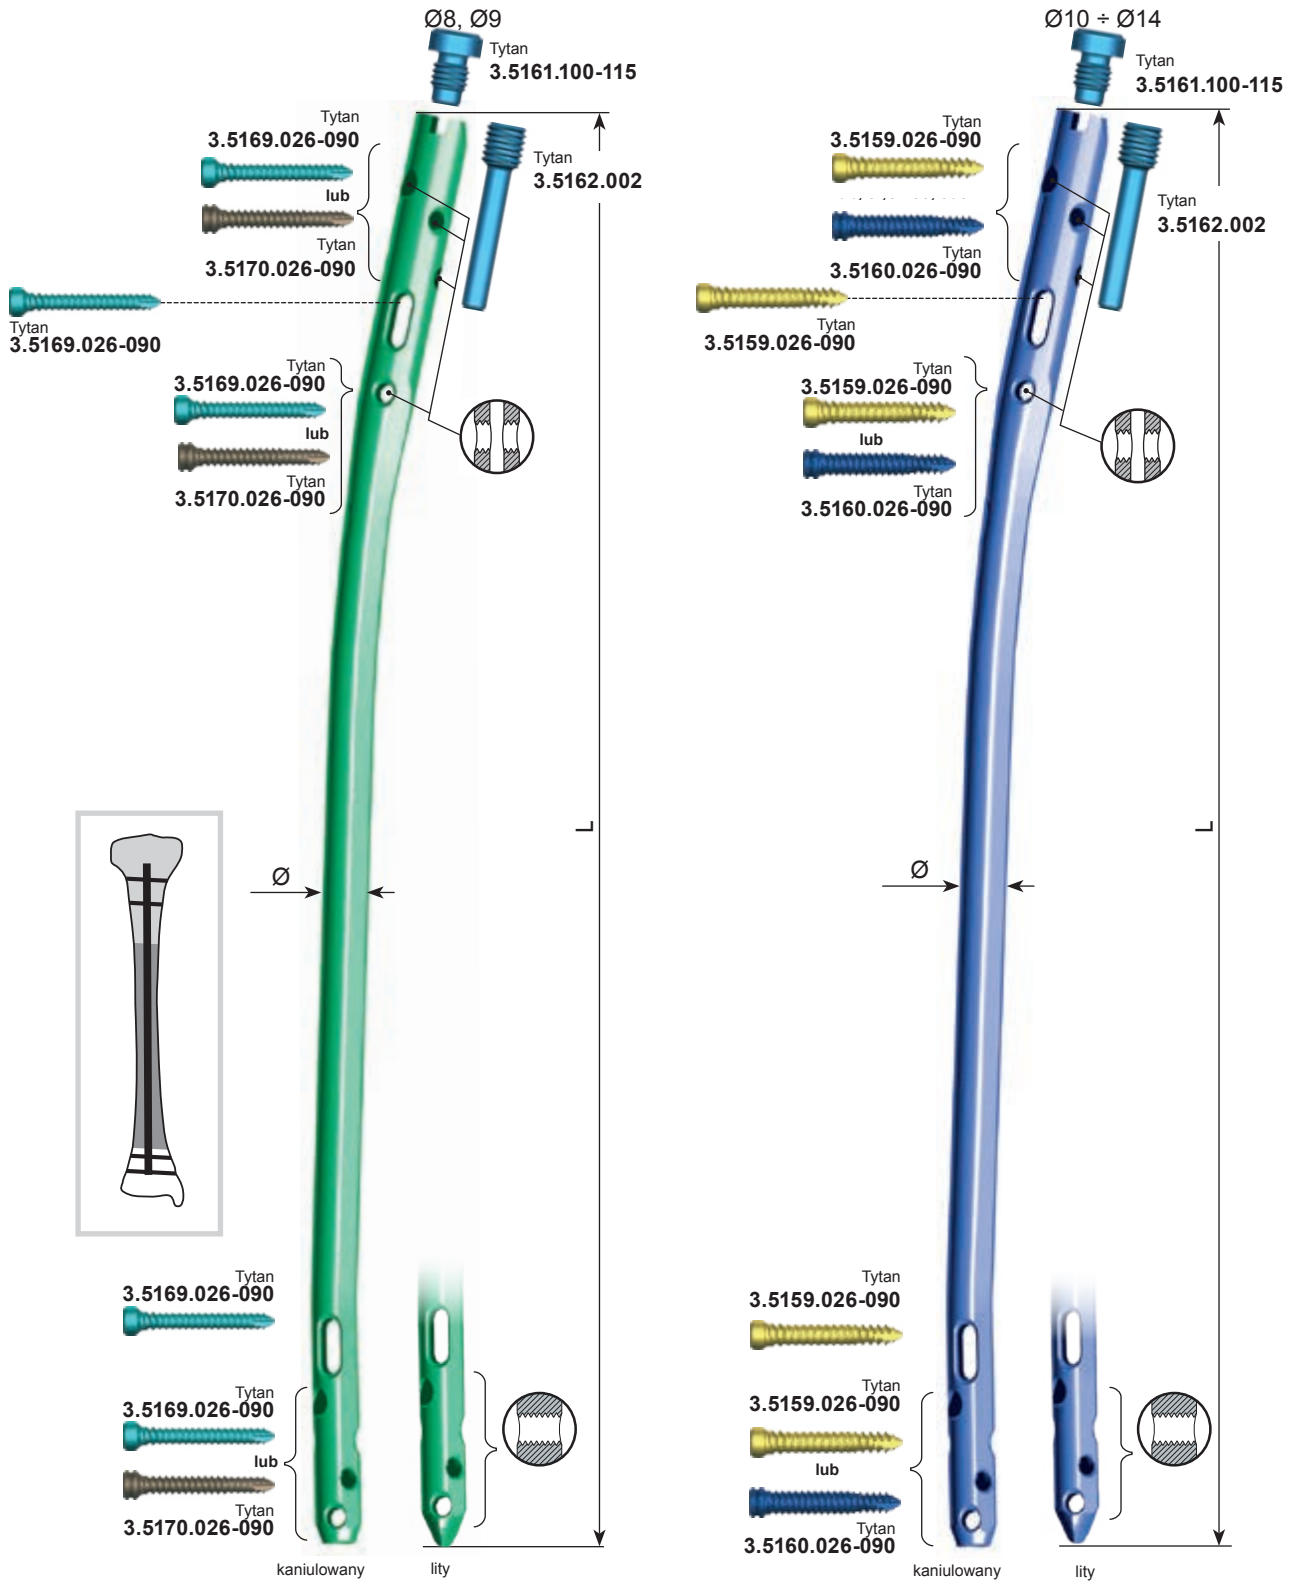 Ø8, Ø9
Tytan
3.5161.100-115
Tytan
3.5169.026-090
lub
Tytan
3.5170.026-090
Tytan
3.5162.002
Tytan
3.5169.026-090
Tytan
3.5169.026-090
lub
Tytan
3.5170.026-090
L
Ø
Tytan
3.5169.026-090
Tytan
3.5169.026-090
lub
Tytan
3.5170.026-090
kaniulowany
lity
Ø10 ÷ Ø14
Tytan
3.5161.100-115
Tytan
3.5159.026-090
Tytan
3.5160.026-090
Tytan
3.5162.002
Tytan
3.5159.026-090
Tytan
3.5159.026-090
lub
Tytan
3.5160.026-090
L
Ø
Tytan
3.5159.026-090
Tytan
3.5159.026-090
lub
Tytan
3.5160.026-090
kaniulowany
lity